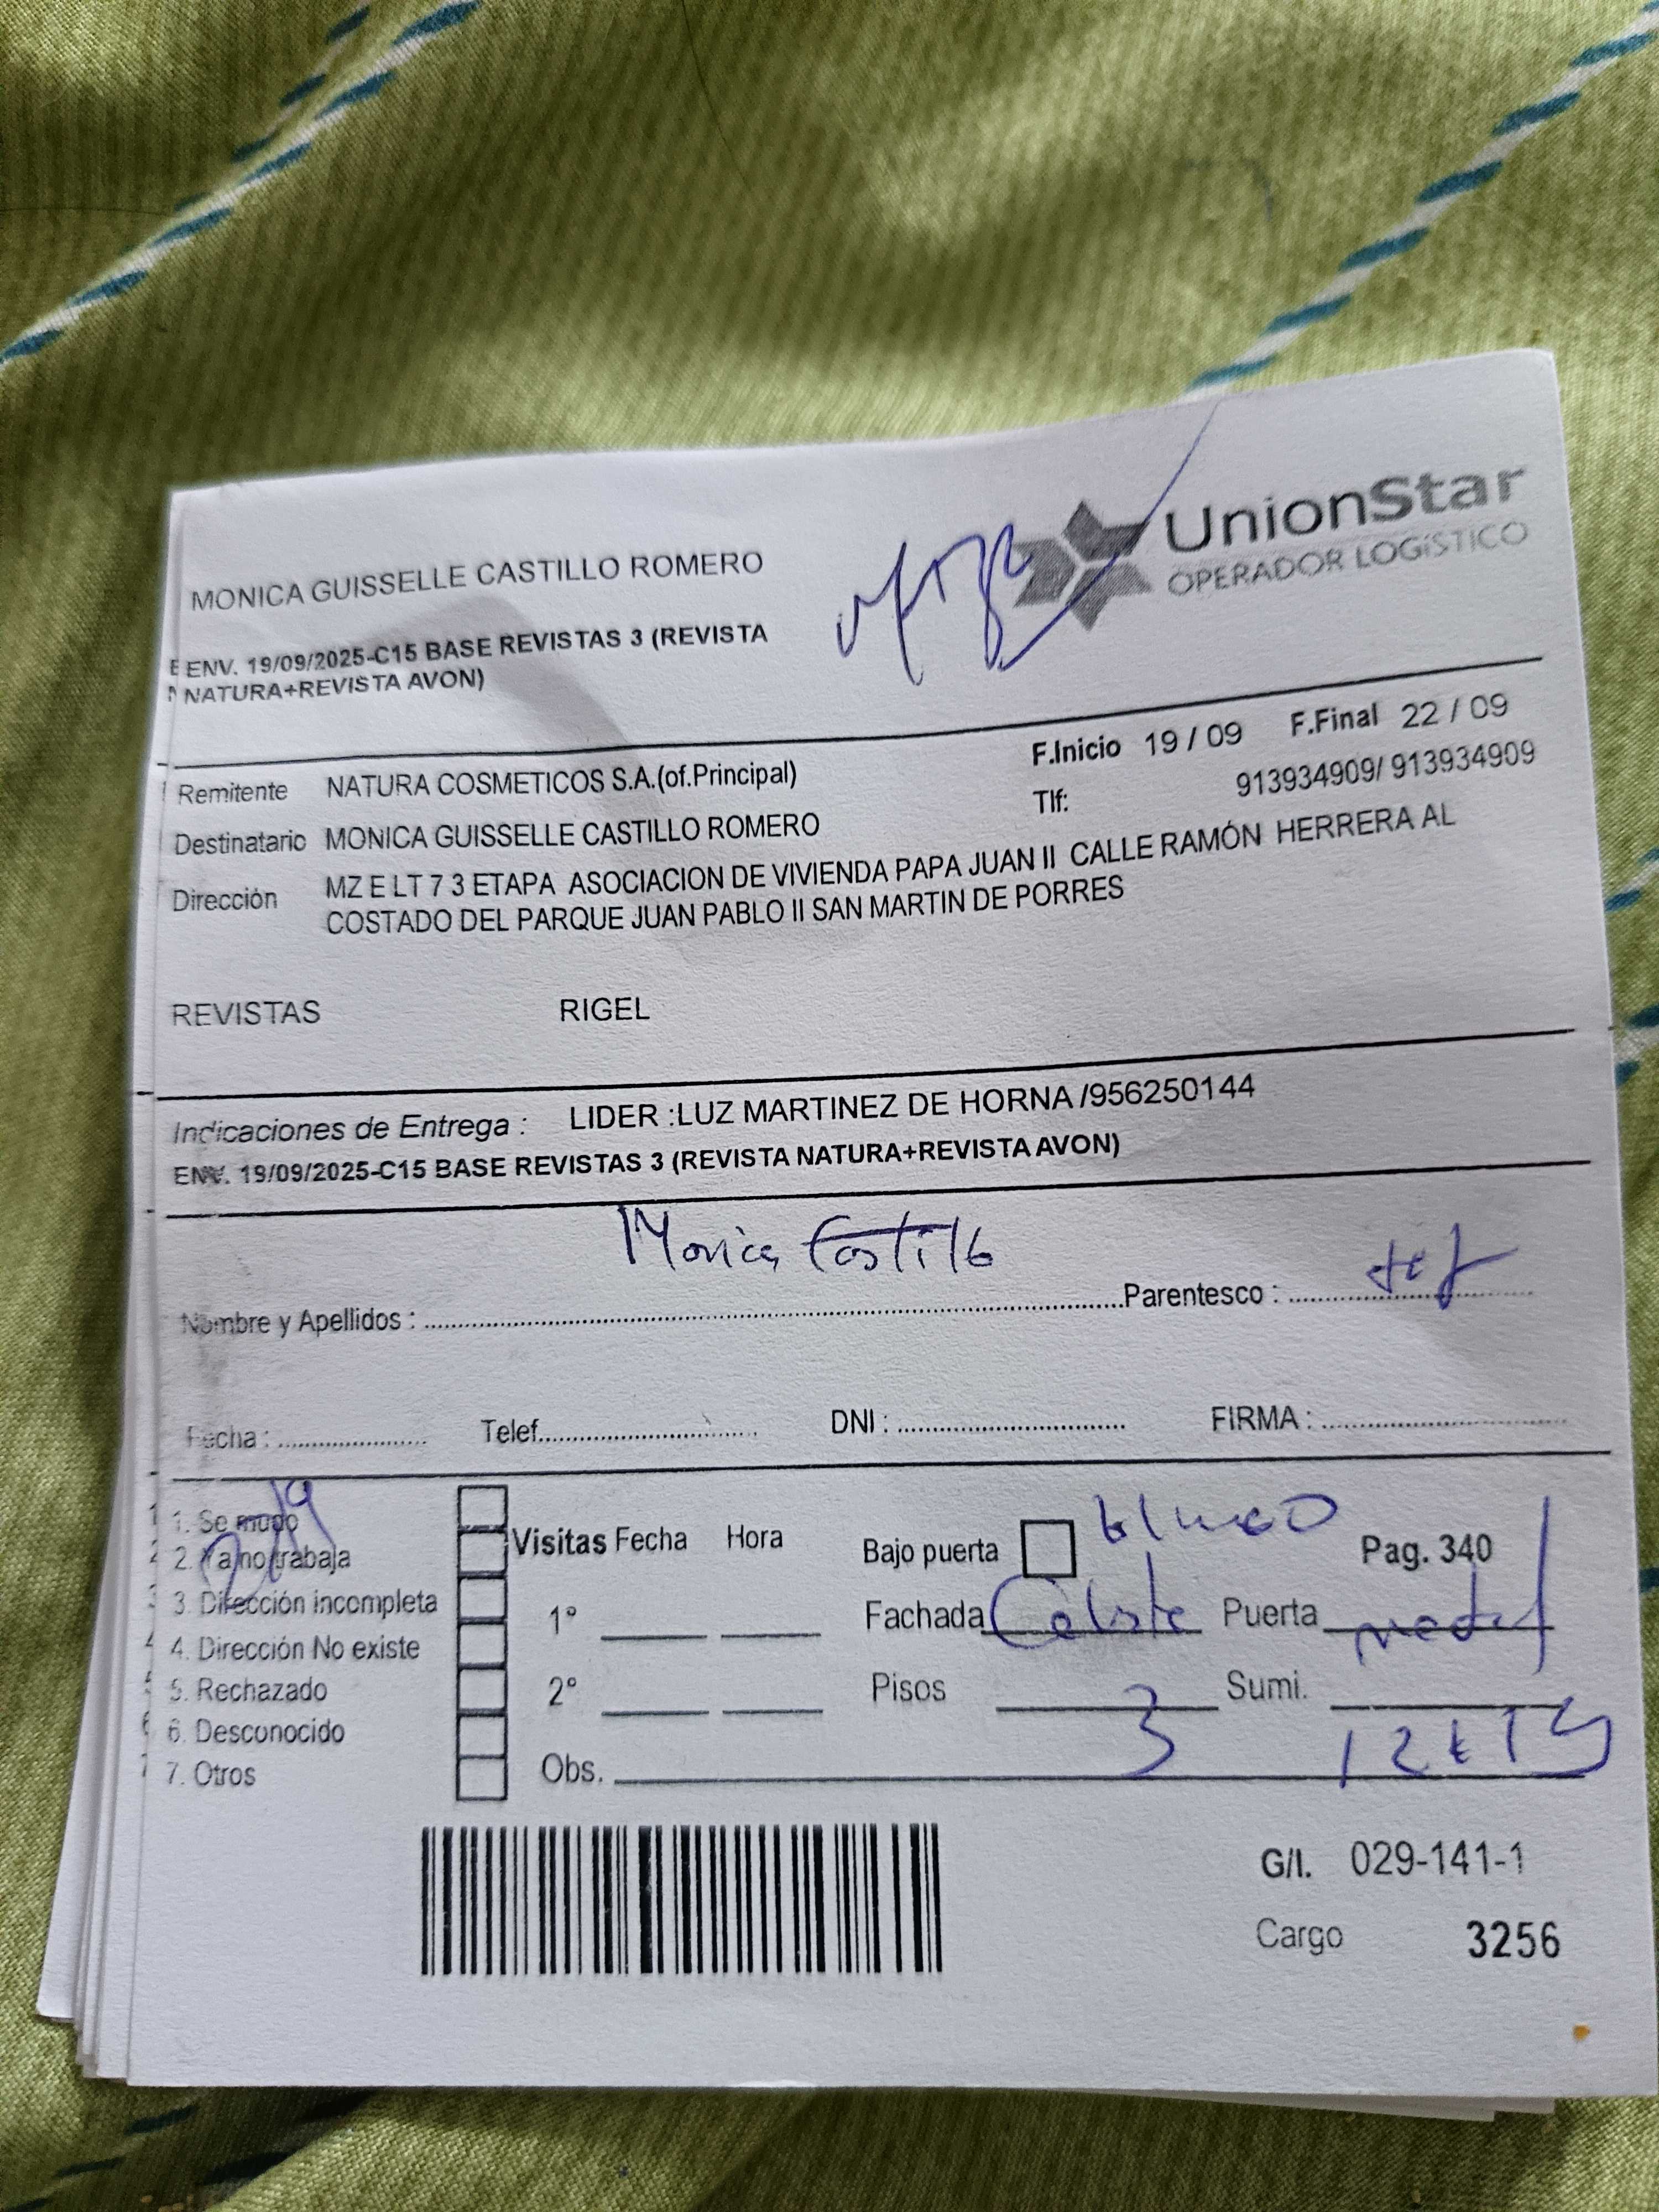 UnionStar
OPERADOR LOGíSTICO
MONICA GUISSELLE CASTILLO ROMERO
ENV. 19/09/2025-C15 BASE REVISTAS 3 (REVISTA
NATURA+REVISTA AVON)
F.Inicio 19 / 09 F.Final 22 / 09
Remitente NATURA COSMETICOS S.A.(of.Principal)
Tlf: 913934909/ 913934909
Destinatario MONICA GUISSELLE CASTILLO ROMERO
Dirección MZ E LT 7 3 ETAPA ASOCIACION DE VIVIENDA PAPA JUAN II CALLE RAMÓN HERRERA AL
COSTADO DEL PARQUE JUAN PABLO II SAN MARTIN DE PORRES
REVISTAS RIGEL
Indicaciones de Entrega : LIDER :LUZ MARTINEZ DE HORNA /956250144
ENV. 19/09/2025-C15 BASE REVISTAS 3 (REVISTA NATURA+REVISTA AVON)
Monica Castillo
Nombre y Apellidos : Parentesco :
Fecha : Telef. DNI : FIRMA :
1. Se mudo
2. Ya no trabaja
3. Dirección incompleta
4. Dirección No existe
5. Rechazado
6. Desconocido
7. Otros
Visitas Fecha Hora
1°
2°
Obs.
Bajo puerta Pag. 340
Fachada Celeste Puerta metal
Pisos 3 Sumi.
G/I. 029-141-1
Cargo 3256